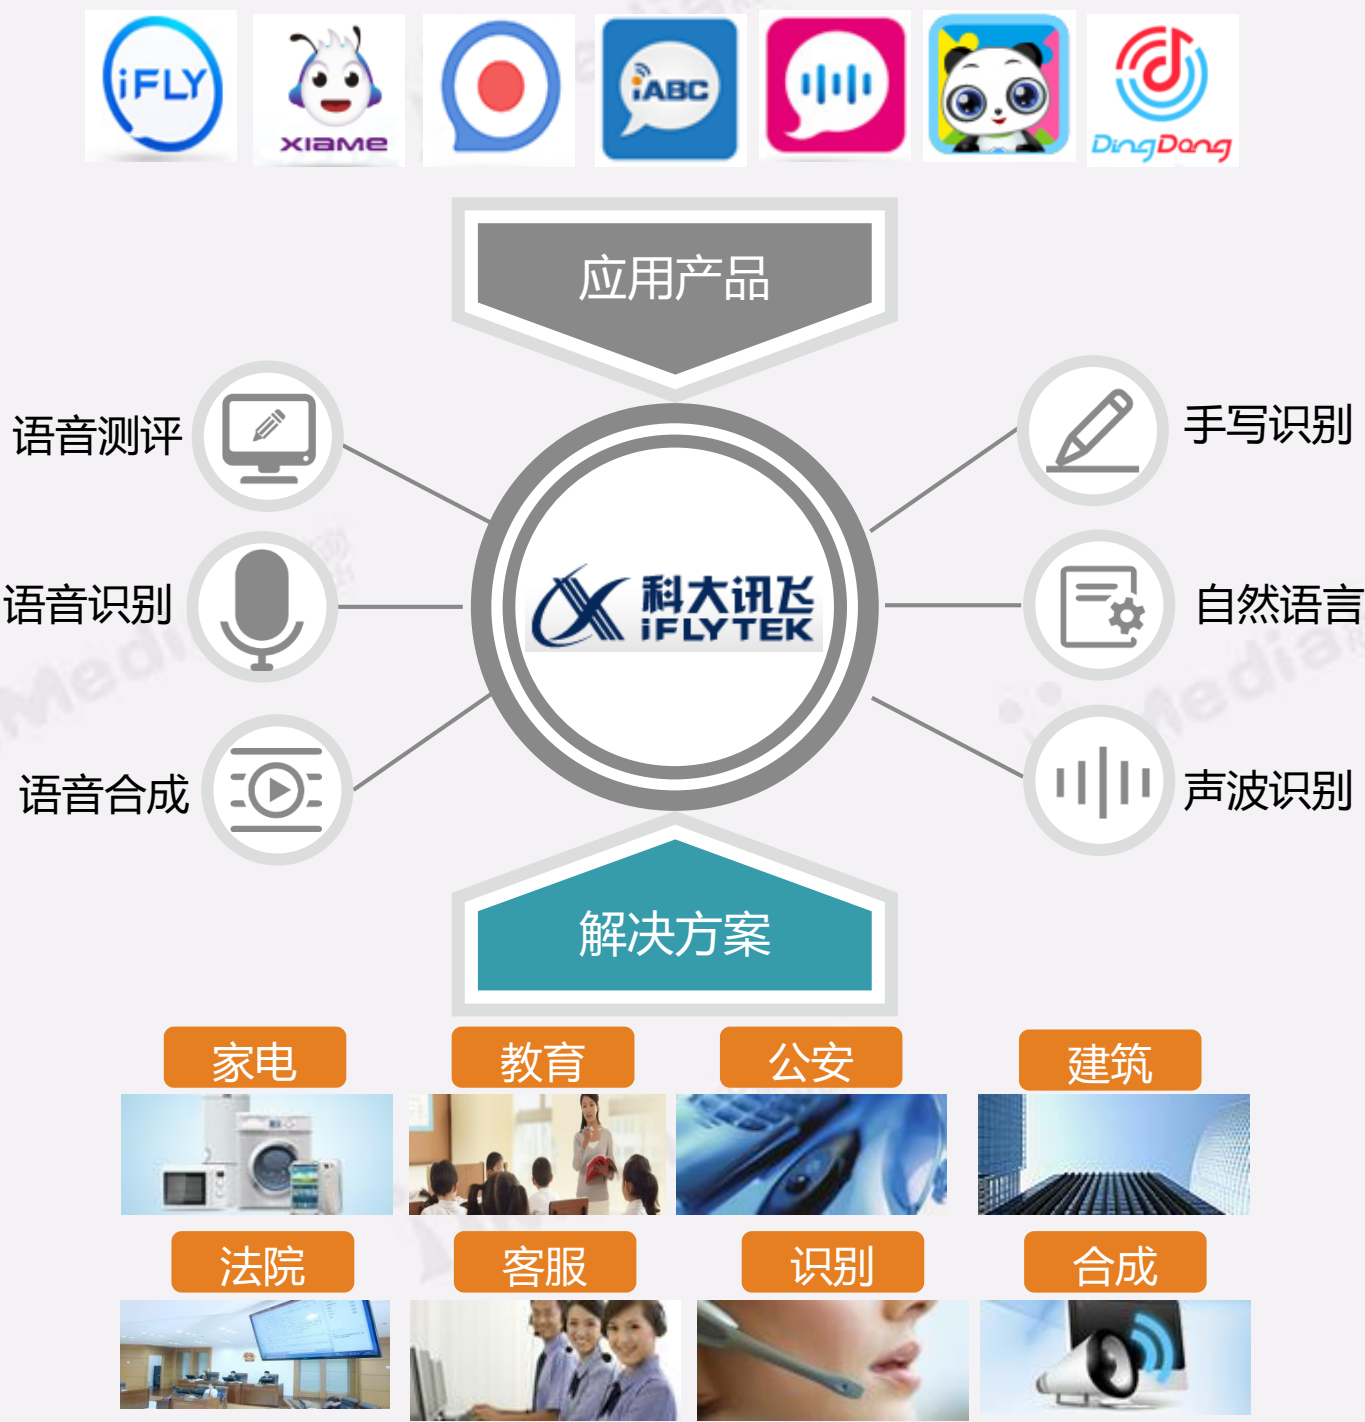 iFLY
XIAME
iABC
DingDong
应用产品
语音测评
手写识别
语音识别
科大讯飞
iFLYTEK
自然语言
语音合成
声波识别
解决方案
家电
教育
公安
建筑
法院
客服
识别
合成
iMedia